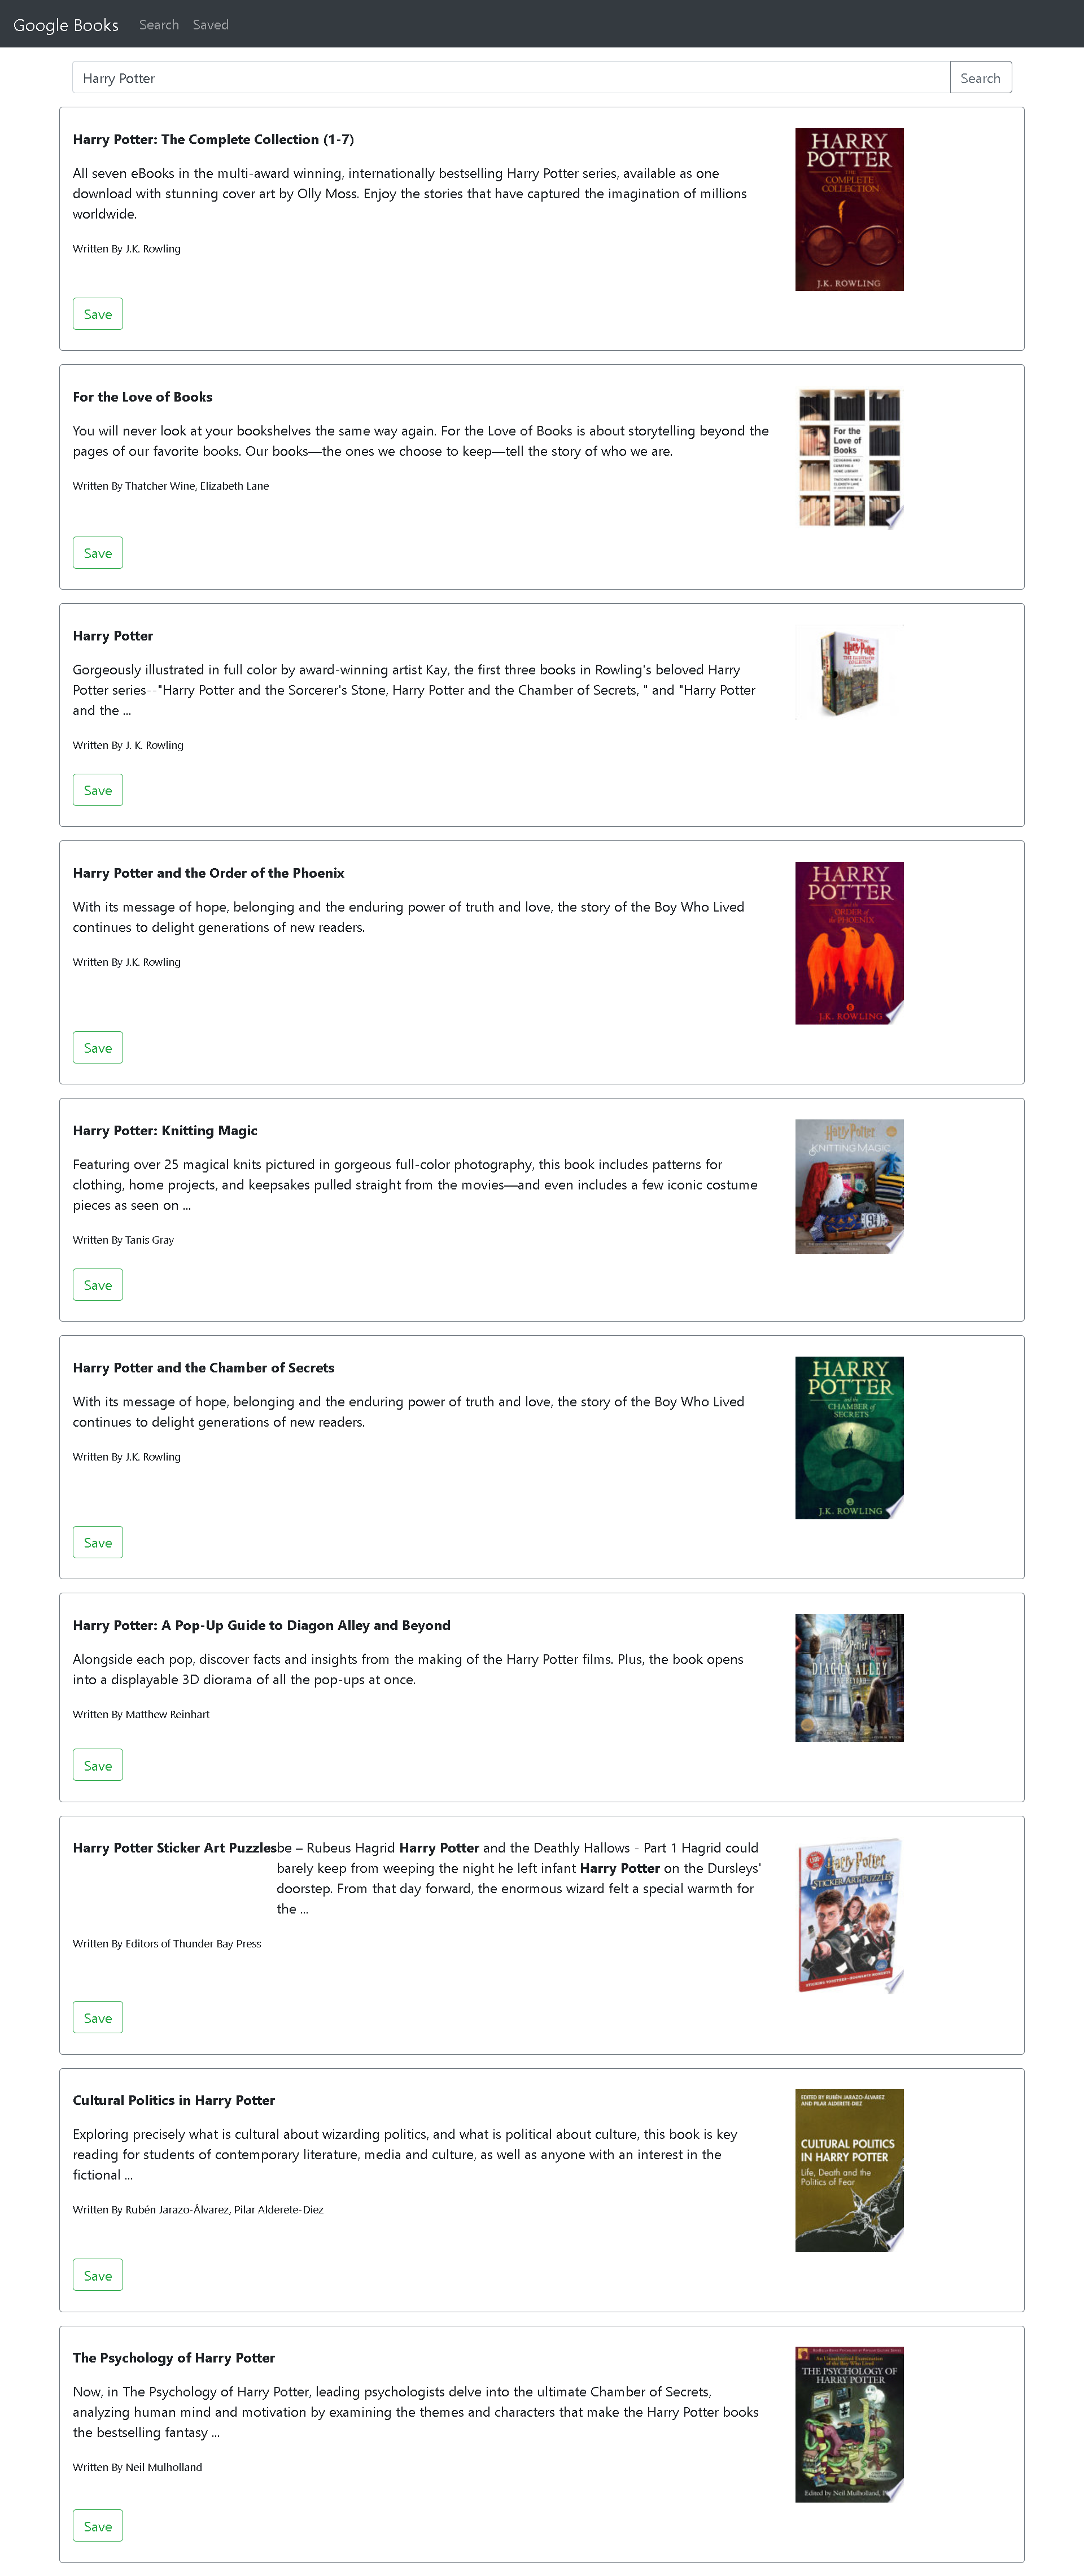 Google Books Search Saved
Harry Potter Search
Harry Potter: The Complete Collection (1-7)
All seven eBooks in the multi-award winning, internationally bestselling Harry Potter series, available as one
download with stunning cover art by Olly Moss. Enjoy the stories that have captured the imagination of millions
worldwide.
Written By J.K. Rowling
Save
HARRY
POTTER
THE
COMPLETE
COLLECTION
J.K. ROWLING
For the Love of Books
You will never look at your bookshelves the same way again. For the Love of Books is about storytelling beyond the
pages of our favorite books. Our books—the ones we choose to keep—tell the story of who we are.
Written By Thatcher Wine, Elizabeth Lane
Save
For the
Love of
Books
Harry Potter
Gorgeously illustrated in full color by award-winning artist Kay, the first three books in Rowling's beloved Harry
Potter series--"Harry Potter and the Sorcerer's Stone, Harry Potter and the Chamber of Secrets, " and "Harry Potter
and the ...
Written By J. K. Rowling
Save
Harry Potter
Harry Potter and the Order of the Phoenix
With its message of hope, belonging and the enduring power of truth and love, the story of the Boy Who Lived
continues to delight generations of new readers.
Written By J.K. Rowling
Save
HARRY
POTTER
and the
ORDER of
the PHOENIX
5
J.K. ROWLING
Harry Potter: Knitting Magic
Featuring over 25 magical knits pictured in gorgeous full-color photography, this book includes patterns for
clothing, home projects, and keepsakes pulled straight from the movies—and even includes a few iconic costume
pieces as seen on ...
Written By Tanis Gray
Save
Harry Potter
KNITTING MAGIC
Harry Potter and the Chamber of Secrets
With its message of hope, belonging and the enduring power of truth and love, the story of the Boy Who Lived
continues to delight generations of new readers.
Written By J.K. Rowling
Save
HARRY
POTTER
and the
CHAMBER of
SECRETS
2
J.K. ROWLING
Harry Potter: A Pop-Up Guide to Diagon Alley and Beyond
Alongside each pop, discover facts and insights from the making of the Harry Potter films. Plus, the book opens
into a displayable 3D diorama of all the pop-ups at once.
Written By Matthew Reinhart
Save
Harry Potter
DIAGON ALLEY
Harry Potter Sticker Art Puzzles be – Rubeus Hagrid Harry Potter and the Deathly Hallows - Part 1 Hagrid could
barely keep from weeping the night he left infant Harry Potter on the Dursleys'
doorstep. From that day forward, the enormous wizard felt a special warmth for
the ...
Written By Editors of Thunder Bay Press
Save
Harry Potter
STICKER ART PUZZLES
Cultural Politics in Harry Potter
Exploring precisely what is cultural about wizarding politics, and what is political about culture, this book is key
reading for students of contemporary literature, media and culture, as well as anyone with an interest in the
fictional ...
Written By Rubén Jarazo-Álvarez, Pilar Alderete-Diez
Save
EDITED BY RUBÉN JARAZO-ÁLVAREZ
AND PILAR ALDERETE-DIEZ
CULTURAL POLITICS
IN HARRY POTTER
Life, Death and the
Politics of Fear
The Psychology of Harry Potter
Now, in The Psychology of Harry Potter, leading psychologists delve into the ultimate Chamber of Secrets,
analyzing human mind and motivation by examining the themes and characters that make the Harry Potter books
the bestselling fantasy ...
Written By Neil Mulholland
Save
An Unauthorized Examination
of the Boy Who Lived
THE PSYCHOLOGY OF
HARRY POTTER
Edited by Neil Mulholland,